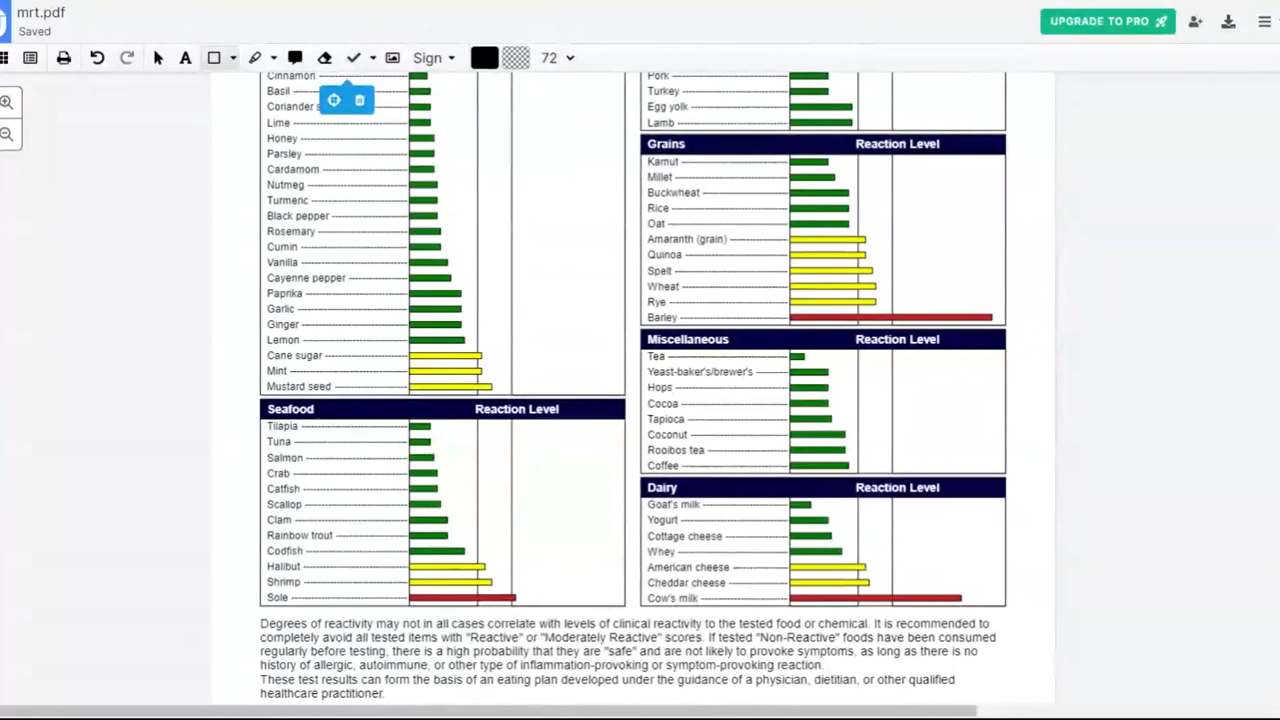 mrt.pdf
Saved
UPGRADE TO PRO
Sign
72
Cinnamon
Basil
Coriander
Lime
Honey
Parsley
Cardamom
Nutmeg
Turmeric
Black pepper
Rosemary
Cumin
Vanilla
Cayenne pepper
Paprika
Garlic
Ginger
Lemon
Cane sugar
Mint
Mustard seed
Seafood Reaction Level
Tilapia
Tuna
Salmon
Crab
Catfish
Scallop
Clam
Rainbow trout
Codfish
Halibut
Shrimp
Sole
Pork
Turkey
Egg yolk
Lamb
Grains Reaction Level
Kamut
Millet
Buckwheat
Rice
Oat
Amaranth (grain)
Quinoa
Spelt
Wheat
Rye
Barley
Miscellaneous Reaction Level
Tea
Yeast-baker's/brewer's
Hops
Cocoa
Tapioca
Coconut
Rooibos tea
Coffee
Dairy Reaction Level
Goat's milk
Yogurt
Cottage cheese
Whey
American cheese
Cheddar cheese
Cow's milk
Degrees of reactivity may not in all cases correlate with levels of clinical reactivity to the tested food or chemical. It is recommended to
completely avoid all tested items with "Reactive" or "Moderately Reactive" scores. If tested "Non-Reactive" foods have been consumed
regularly before testing, there is a high probability that they are "safe" and are not likely to provoke symptoms, as long as there is no
history of allergic, autoimmune, or other type of inflammation-provoking or symptom-provoking reaction.
These test results can form the basis of an eating plan developed under the guidance of a physician, dietitian, or other qualified
healthcare practitioner.